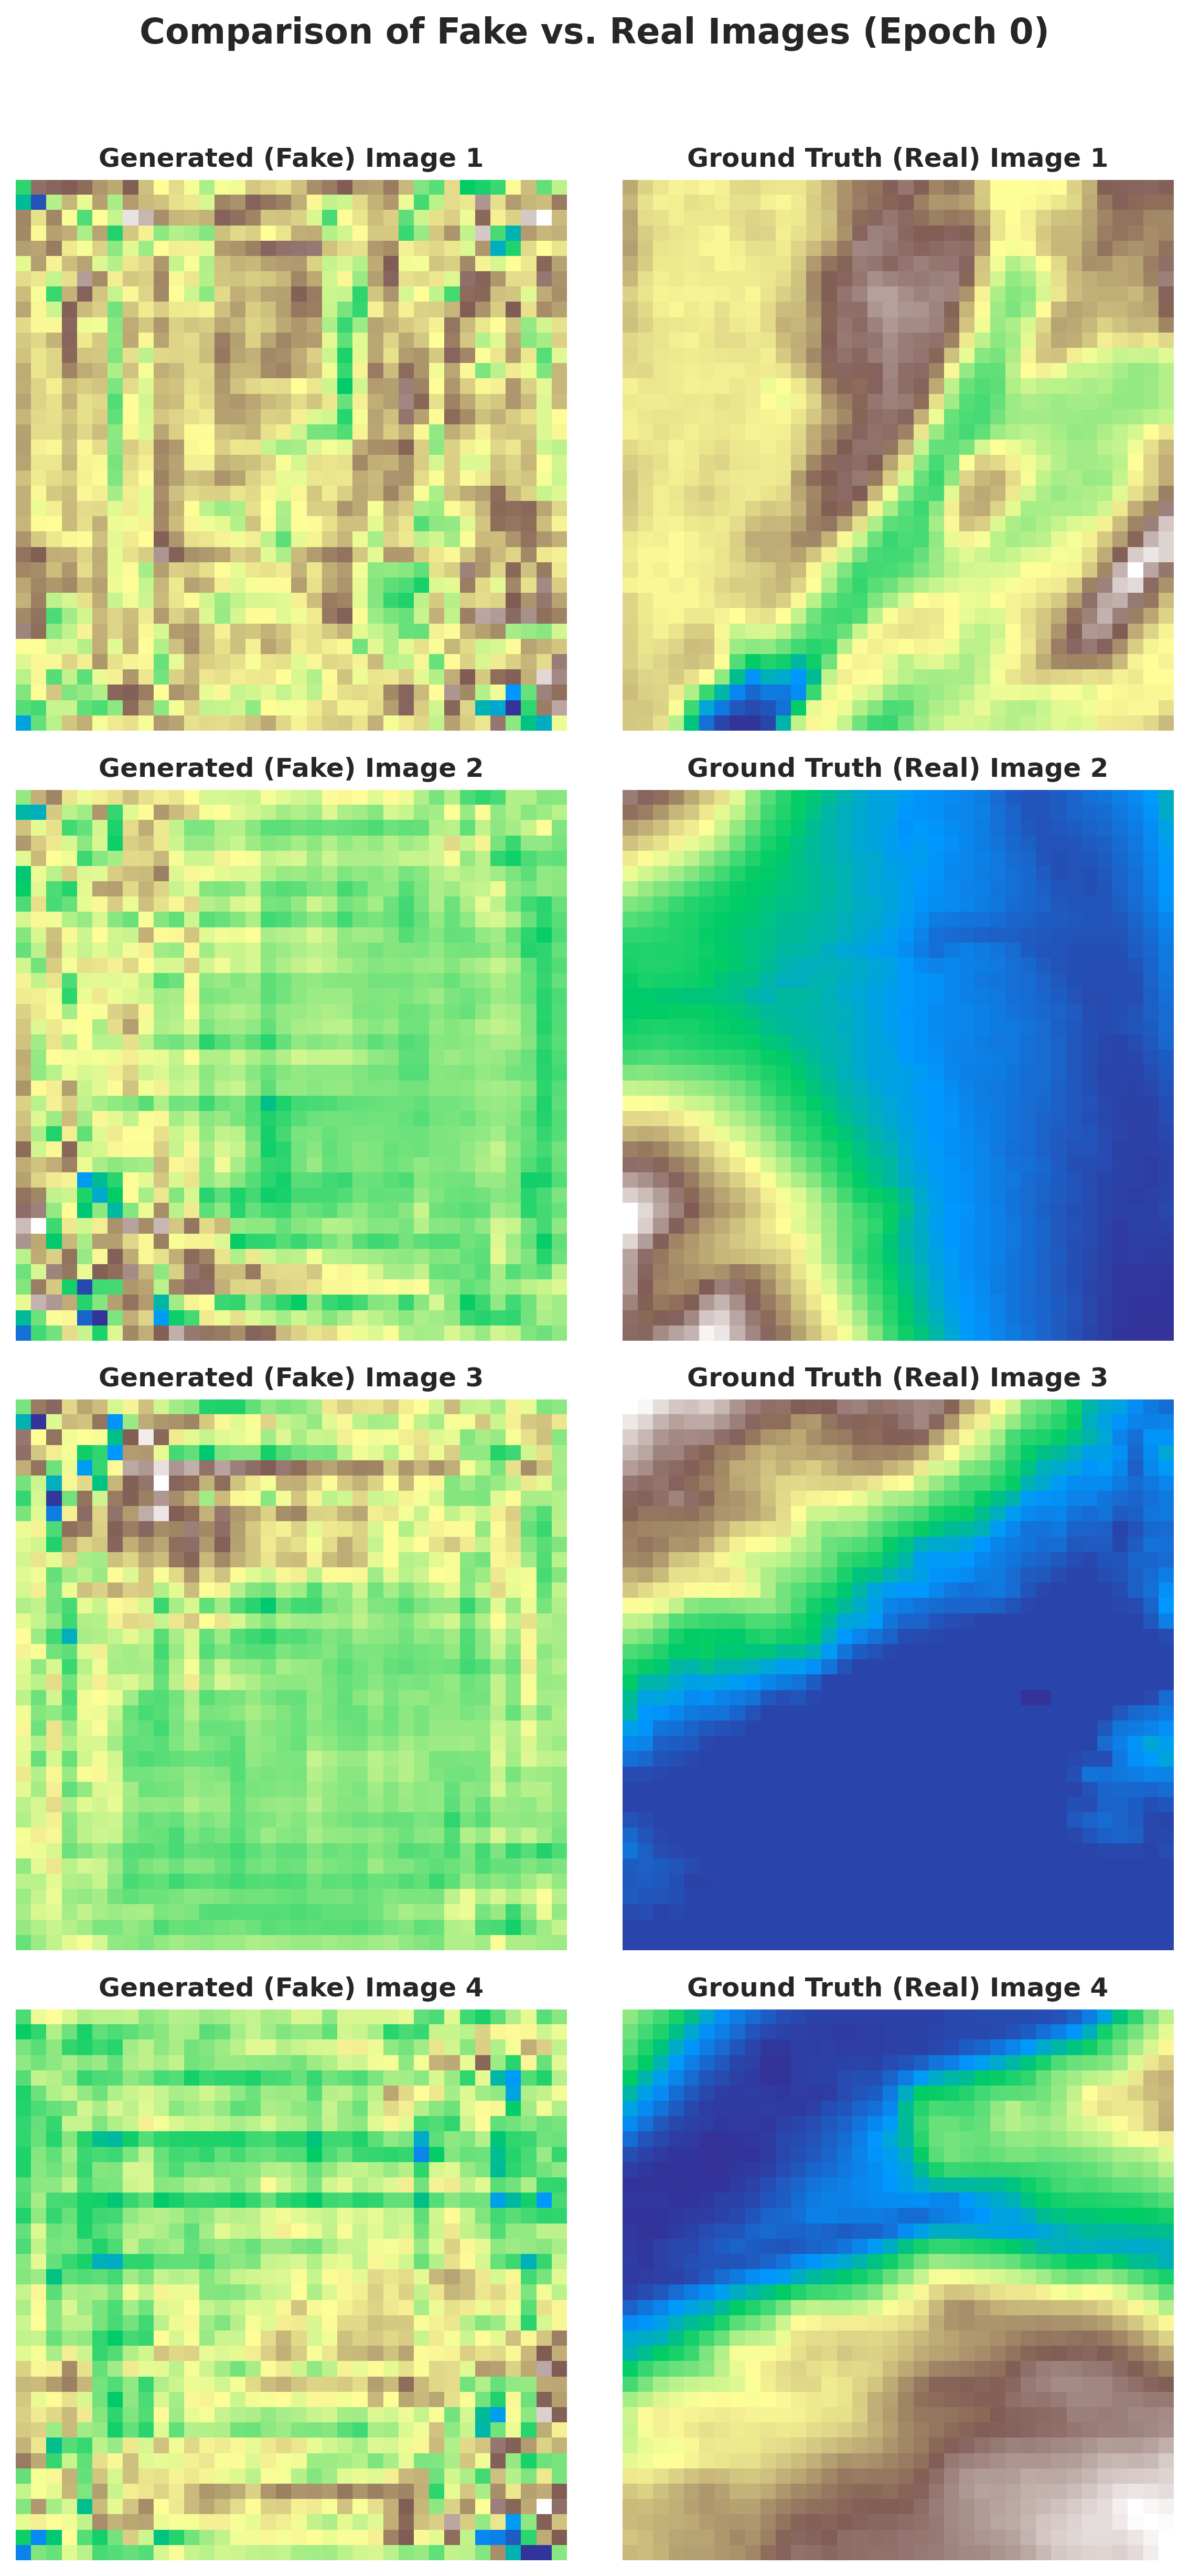 Comparison of Fake vs. Real Images (Epoch 0)
Generated (Fake) Image 1
Ground Truth (Real) Image 1
Generated (Fake) Image 2
Ground Truth (Real) Image 2
Generated (Fake) Image 3
Ground Truth (Real) Image 3
Generated (Fake) Image 4
Ground Truth (Real) Image 4